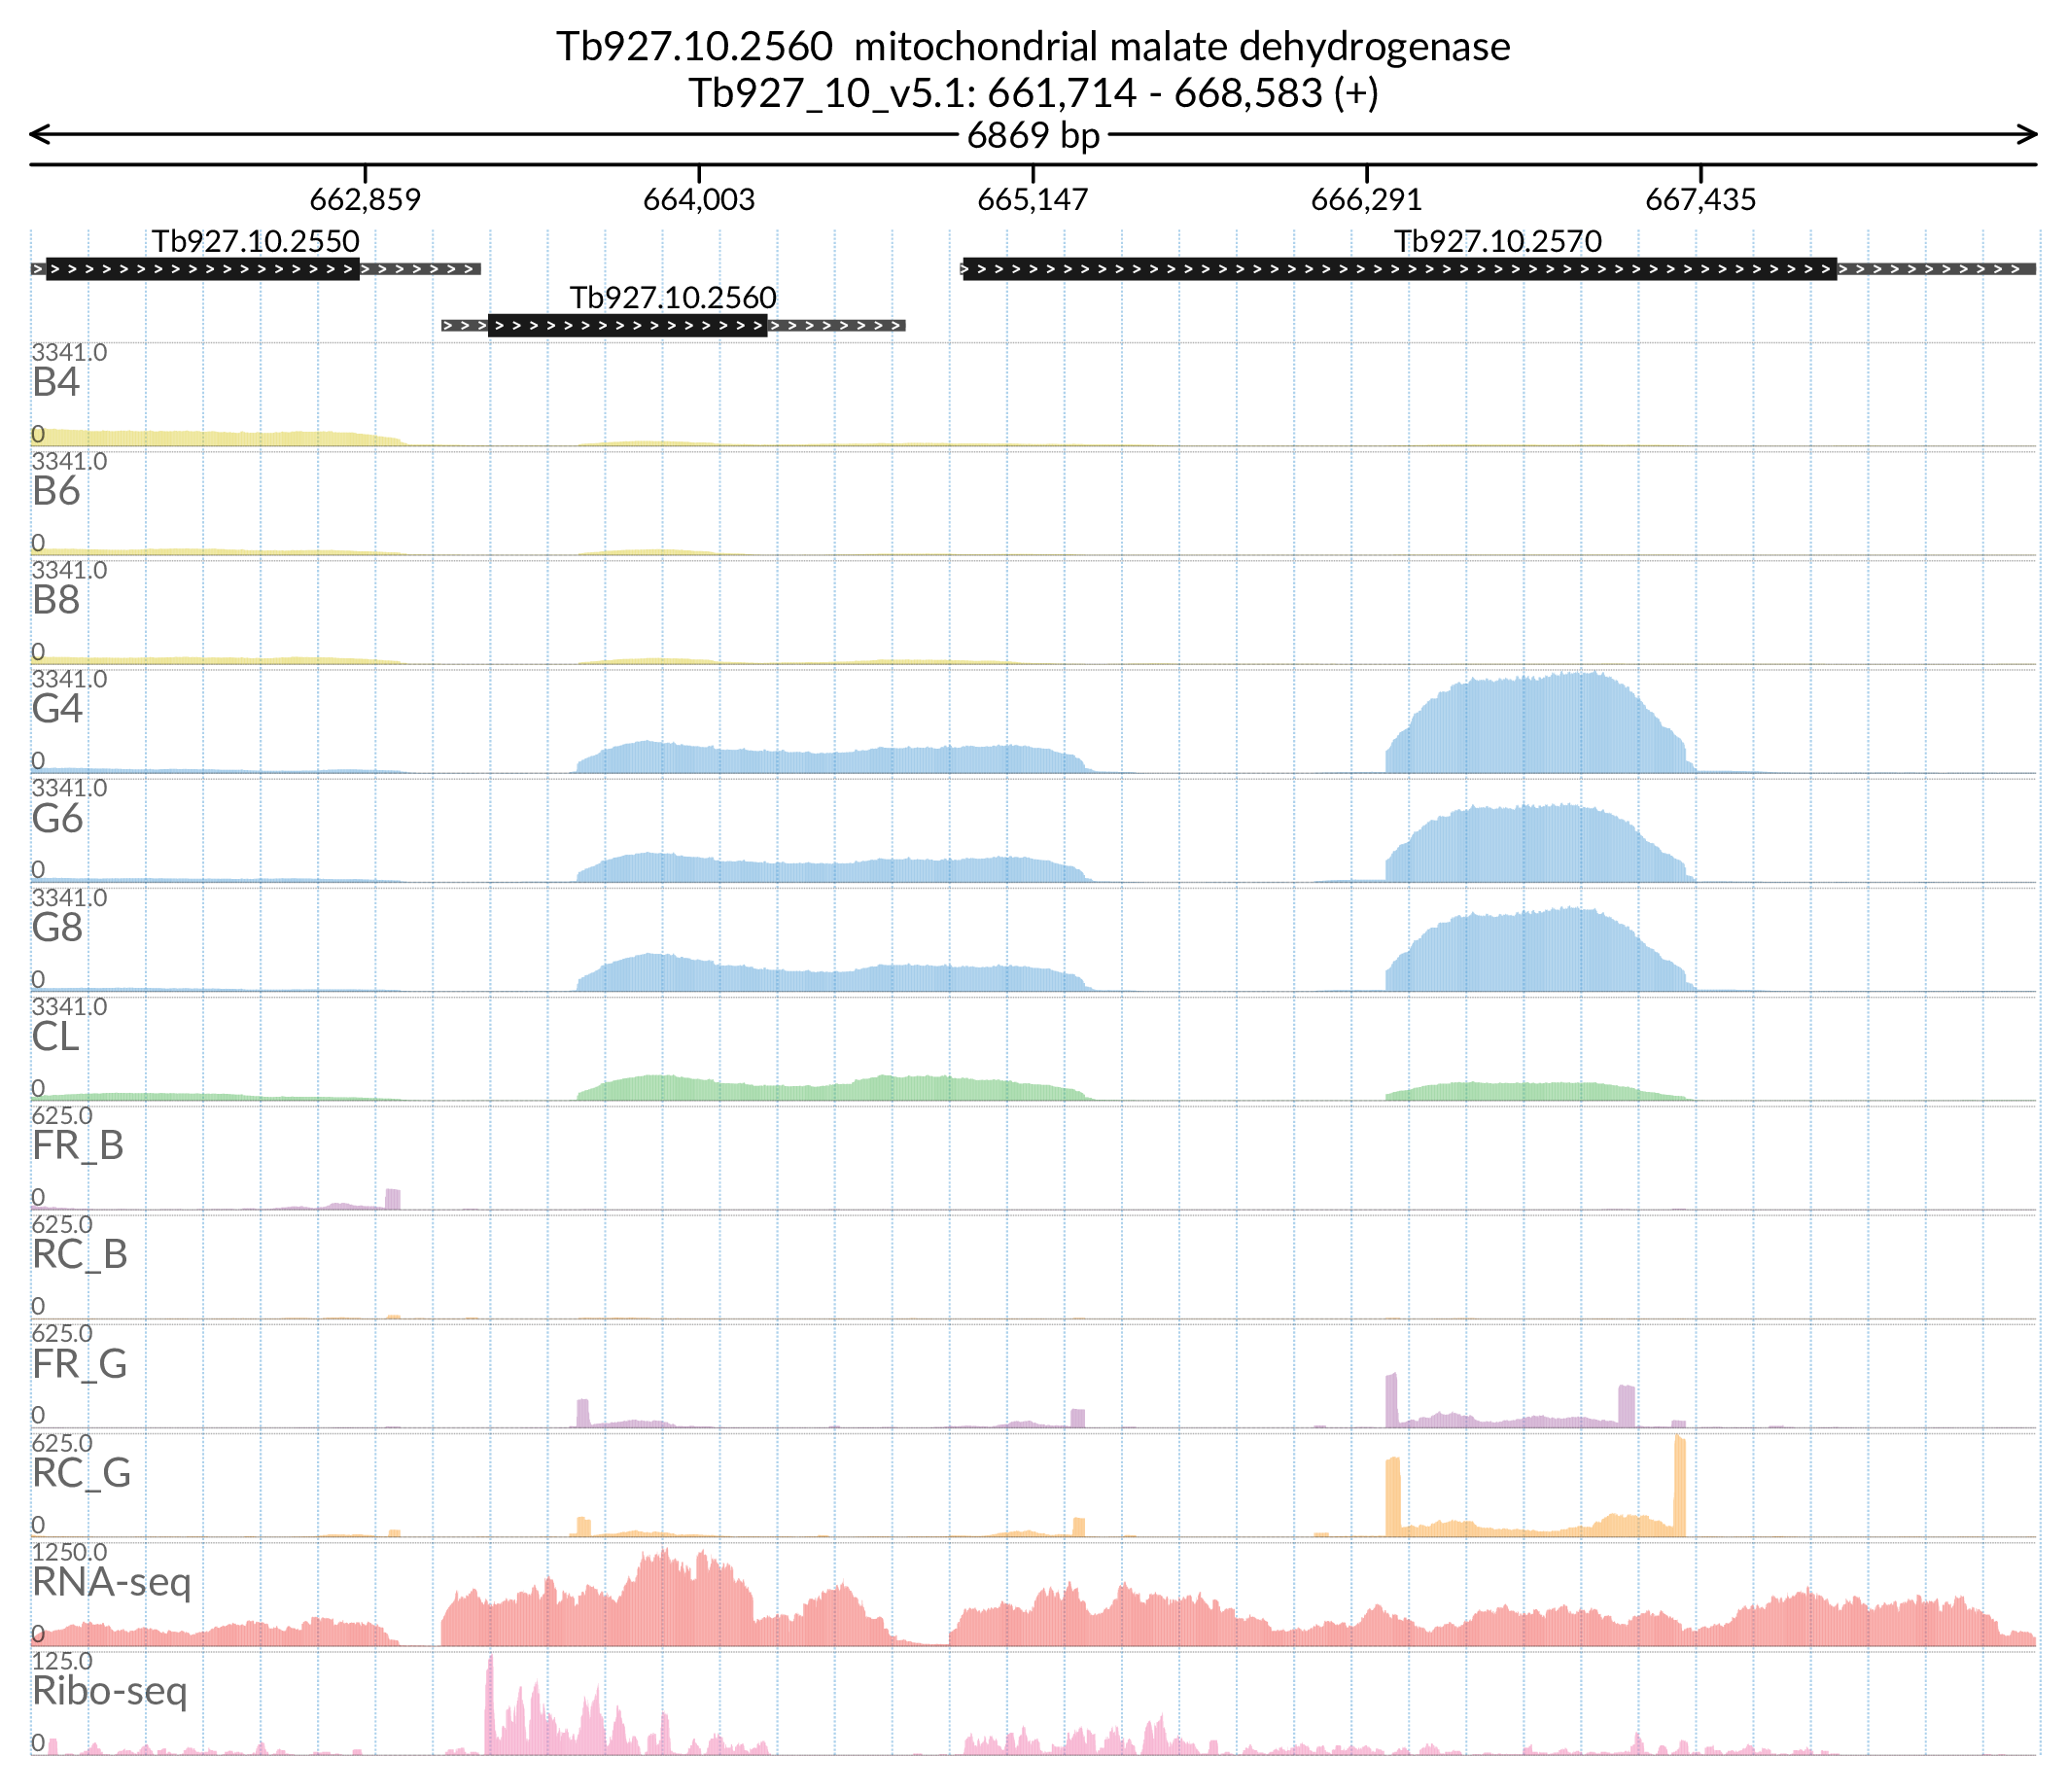 Tb927.10.2560  mitochondrial malate dehydrogenase
Tb927_10_v5.1: 661,714 - 668,583 (+)
6869 bp
662,859 664,003 665,147 666,291 667,435
Tb927.10.2550 Tb927.10.2570
Tb927.10.2560
3341.0
B4
0
3341.0
B6
0
3341.0
B8
0
3341.0
G4
0
3341.0
G6
0
3341.0
G8
0
3341.0
CL
0
625.0
FR_B
0
625.0
RC_B
0
625.0
FR_G
0
625.0
RC_G
0
1250.0
RNA-seq
0
125.0
Ribo-seq
0